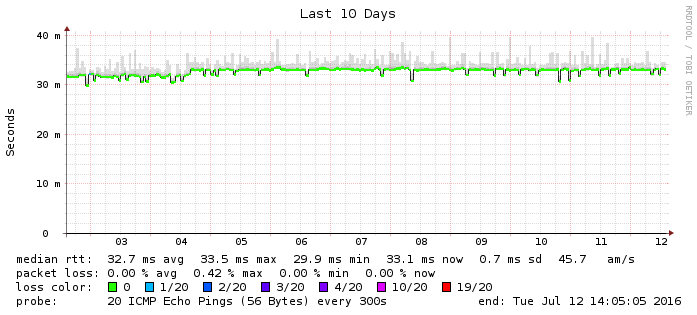 Last 10 Days
RRDTOOL / TOBI OETIKER
Seconds
40 m
30 m
20 m
10 m
0
03 04 05 06 07 08 09 10 11 12
median rtt: 32.7 ms avg 33.5 ms max 29.9 ms min 33.1 ms now 0.7 ms sd 45.7 am/s
packet loss: 0.00 % avg 0.42 % max 0.00 % min 0.00 % now
loss color: 0 1/20 2/20 3/20 4/20 10/20 19/20
probe: 20 ICMP Echo Pings (56 Bytes) every 300s end: Tue Jul 12 14:05:05 2016